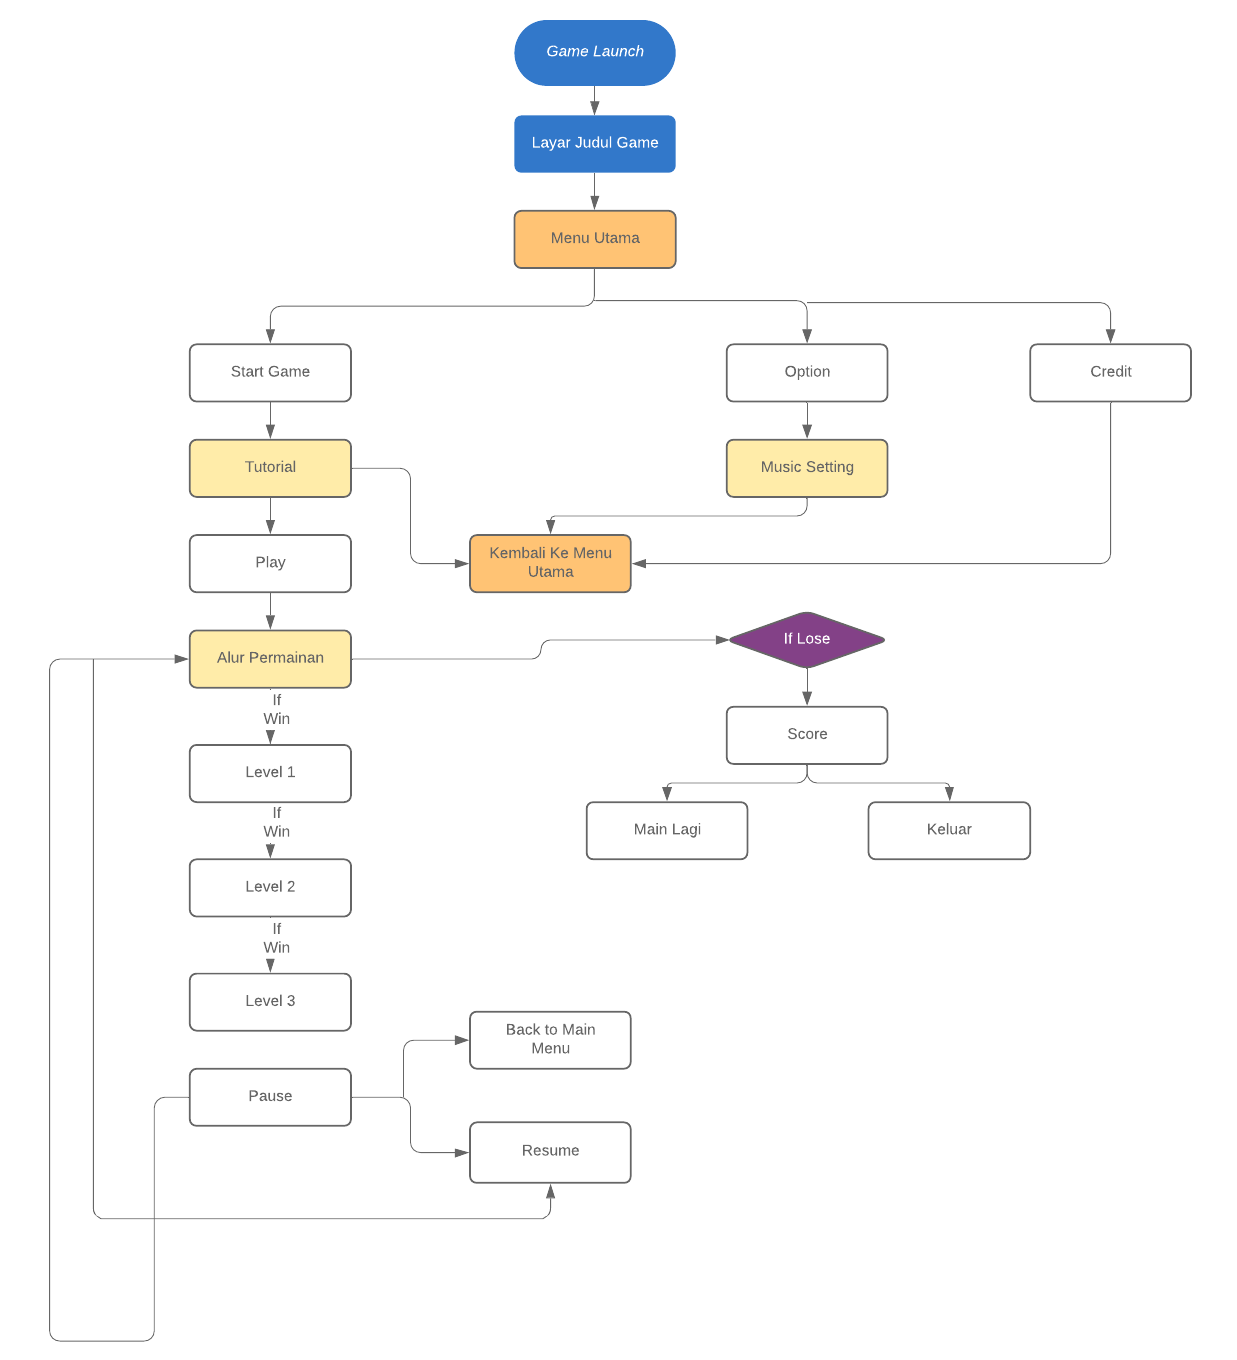 Game Launch
Layar Judul Game
Menu Utama
Start Game
Option
Credit
Tutorial
Music Setting
Kembali Ke Menu
Utama
Play
Alur Permainan
If Lose
If
Win
Score
Level 1
Main Lagi
Keluar
If
Win
Level 2
If
Win
Level 3
Back to Main
Menu
Pause
Resume